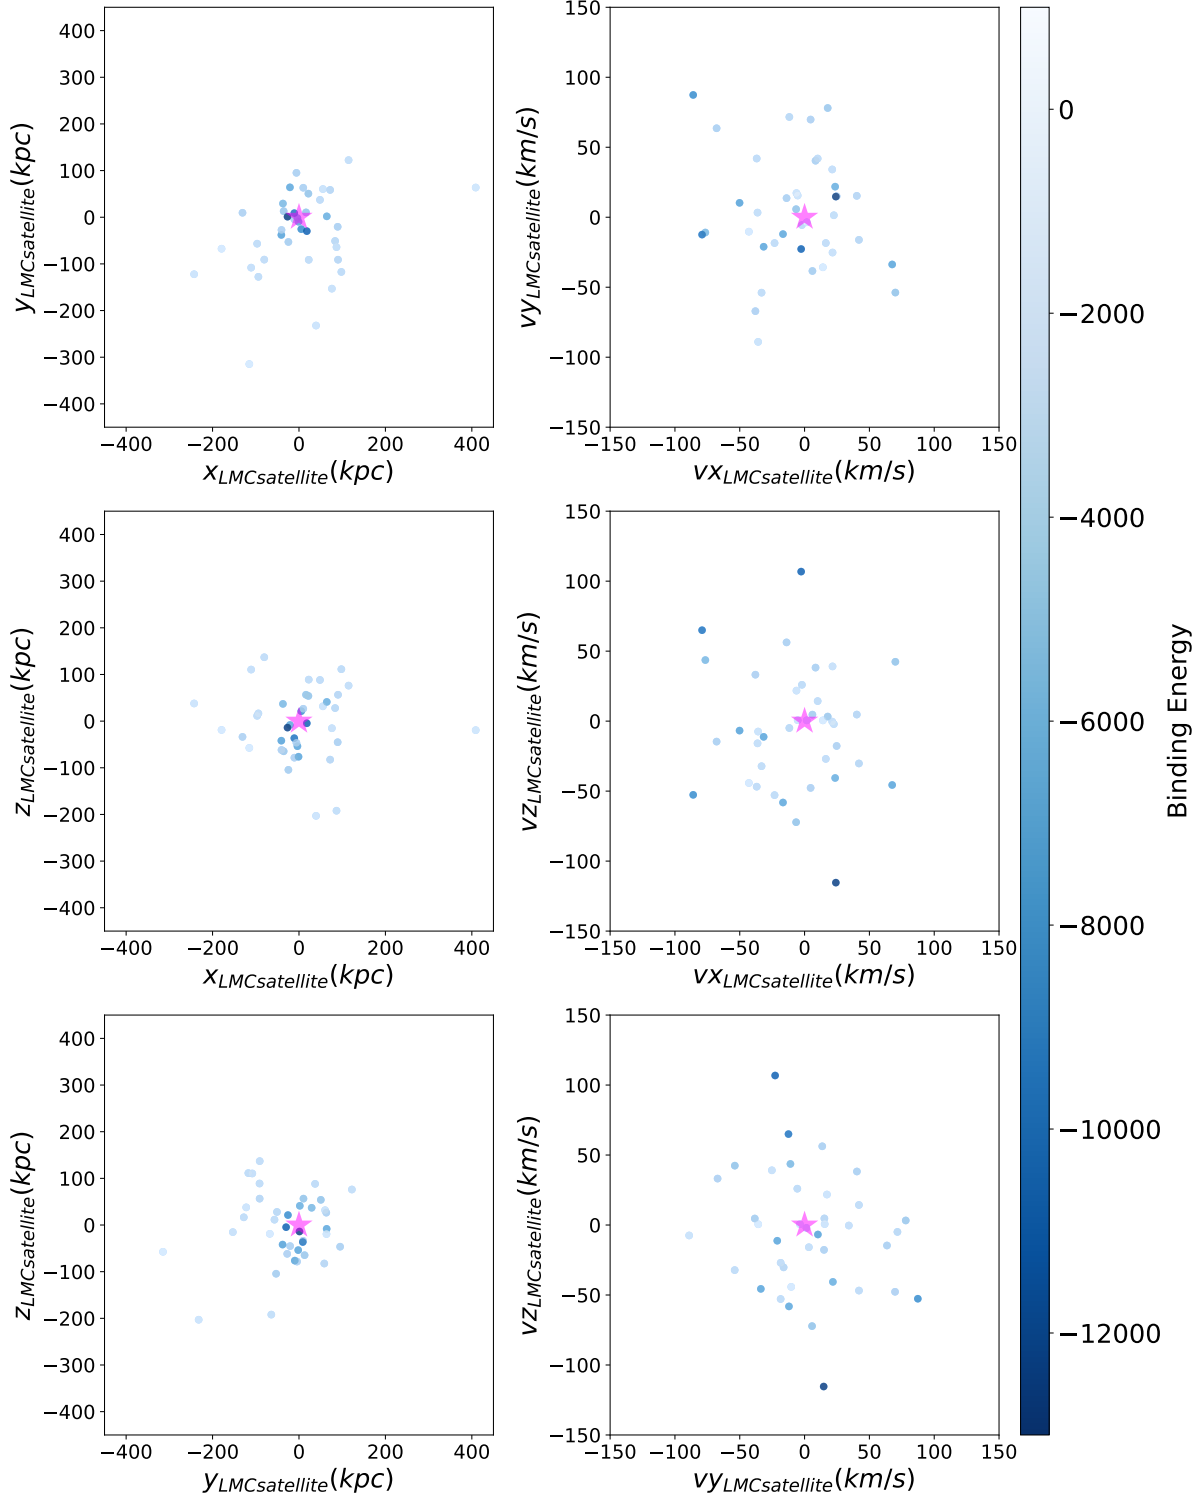 400
300
200
100
0
−100
−200
−300
−400
y_LMCsatellite(kpc)
−400 −200 0 200 400
x_LMCsatellite(kpc)
150
100
50
0
−50
−100
−150
vy_LMCsatellite(km/s)
−150 −100 −50 0 50 100 150
vx_LMCsatellite(km/s)
400
300
200
100
0
−100
−200
−300
−400
z_LMCsatellite(kpc)
−400 −200 0 200 400
x_LMCsatellite(kpc)
150
100
50
0
−50
−100
−150
vz_LMCsatellite(km/s)
−150 −100 −50 0 50 100 150
vx_LMCsatellite(km/s)
400
300
200
100
0
−100
−200
−300
−400
z_LMCsatellite(kpc)
−400 −200 0 200 400
y_LMCsatellite(kpc)
150
100
50
0
−50
−100
−150
vz_LMCsatellite(km/s)
−150 −100 −50 0 50 100 150
vy_LMCsatellite(km/s)
0
−2000
−4000
−6000
−8000
−10000
−12000
Binding Energy